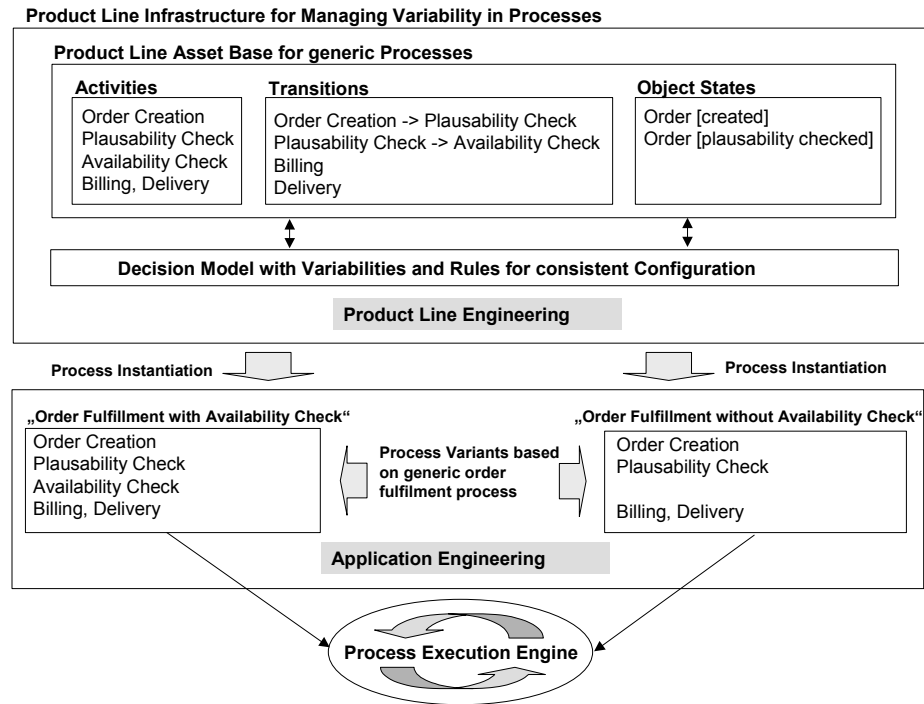 Product Line Infrastructure for Managing Variability in Processes
Product Line Asset Base for generic Processes
Activities
Order Creation
Plausability Check
Availability Check
Billing, Delivery
Transitions
Order Creation -> Plausability Check
Plausability Check -> Availability Check
Billing
Delivery
Object States
Order [created]
Order [plausability checked]
Decision Model with Variabilities and Rules for consistent Configuration
Product Line Engineering
Process Instantiation
Process Instantiation
„Order Fulfillment with Availability Check“
Order Creation
Plausability Check
Availability Check
Billing, Delivery
Process Variants based
on generic order
fulfilment process
„Order Fulfillment without Availability Check“
Order Creation
Plausability Check
Billing, Delivery
Application Engineering
Process Execution Engine